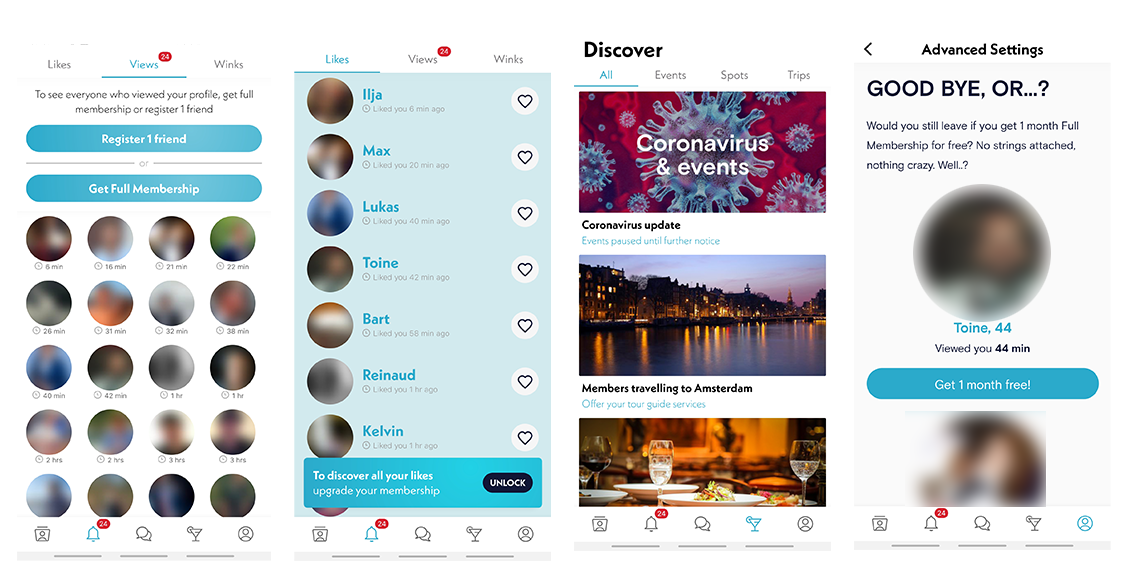 Likes
Views
24
Winks
To see everyone who viewed your profile, get full
membership or register 1 friend
Register 1 friend
or
Get Full Membership
6 min
16 min
21 min
22 min
26 min
31 min
32 min
38 min
40 min
42 min
1 hr
1 hr
2 hrs
2 hrs
3 hrs
3 hrs
24
Likes
Views
24
Winks
Ilja
Liked you 6 min ago
Max
Liked you 20 min ago
Lukas
Liked you 40 min ago
Toine
Liked you 42 min ago
Bart
Liked you 58 min ago
Reinaud
Liked you 1 hr ago
Kelvin
Liked you 1 hr ago
To discover all your likes
upgrade your membership
UNLOCK
24
Discover
All
Events
Spots
Trips
Coronavirus
& events
Coronavirus update
Events paused until further notice
Members travelling to Amsterdam
Offer your tour guide services
24
Advanced Settings
GOOD BYE, OR...?
Would you still leave if you get 1 month Full
Membership for free? No strings attached,
nothing crazy. Well..?
Toine, 44
Viewed you 44 min
Get 1 month free!
24